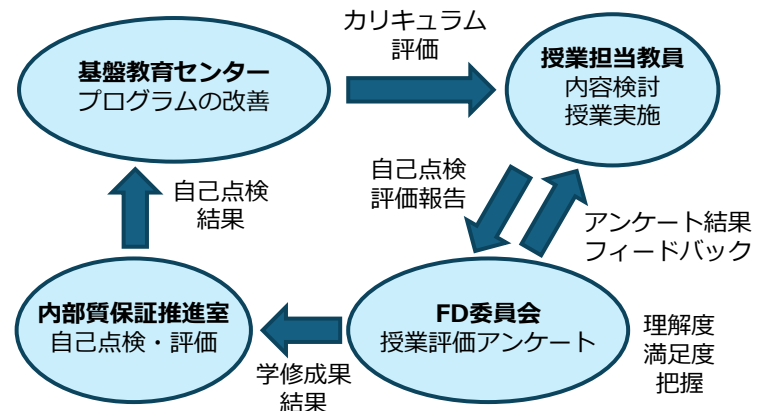 カリキュラム
評価
基盤教育センター
プログラムの改善
授業担当教員
内容検討
授業実施
自己点検
評価報告
自己点検
結果
アンケート結果
フィードバック
内部質保証推進室
自己点検・評価
FD委員会
授業評価アンケート
理解度
満足度
把握
学修成果
結果